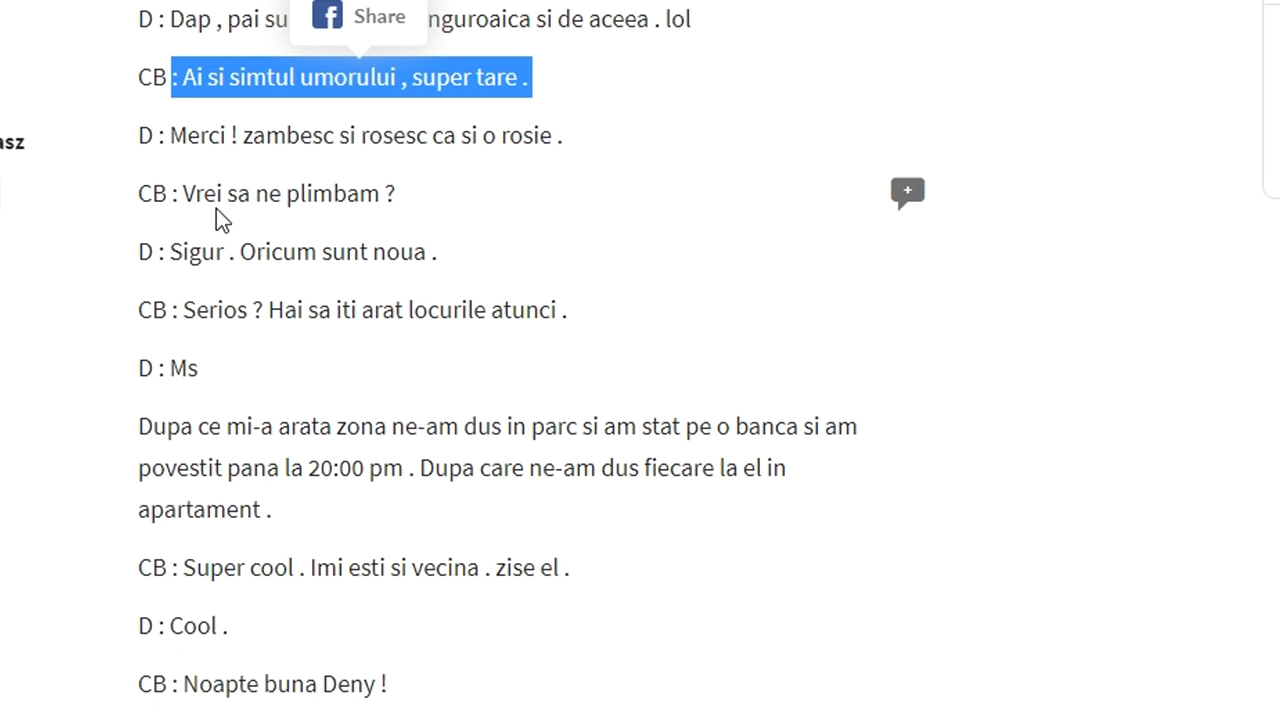 D : Dap , pai su
Share
nguroaica si de aceea . lol
CB : Ai si simtul umorului , super tare .
asz
D : Merci ! zambesc si rosesc ca si o rosie .
CB : Vrei sa ne plimbam ?
D : Sigur . Oricum sunt noua .
CB : Serios ? Hai sa iti arat locurile atunci .
D : Ms
Dupa ce mi-a arata zona ne-am dus in parc si am stat pe o banca si am
povestit pana la 20:00 pm . Dupa care ne-am dus fiecare la el in
apartament .
CB : Super cool . Imi esti si vecina . zise el .
D : Cool .
CB : Noapte buna Deny !